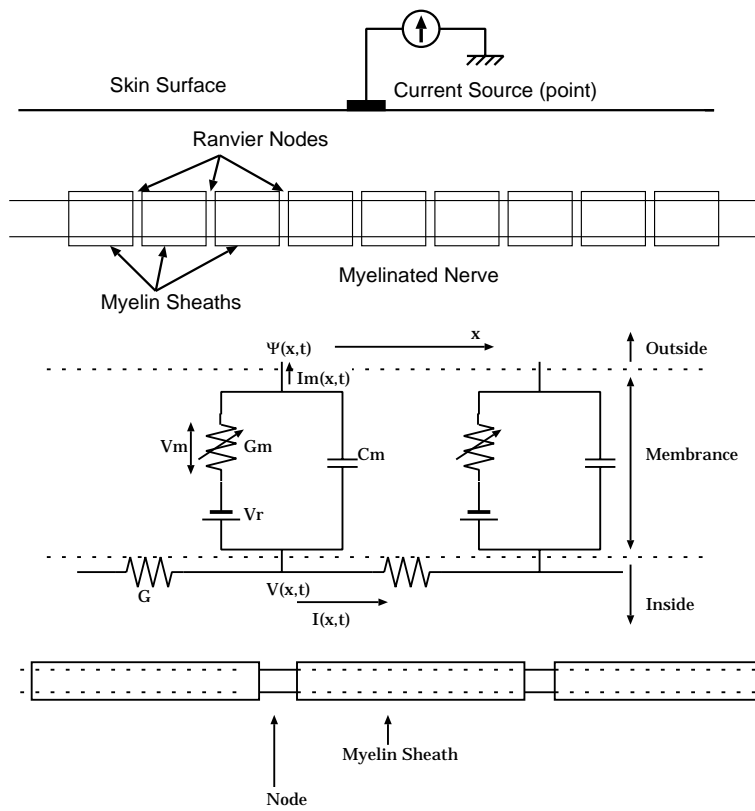 Skin Surface
Current Source (point)
Ranvier Nodes
Myelin Sheaths
Myelinated Nerve
x
Ψ(x,t)
Outside
Im(x,t)
Vm
Gm
Cm
Membrance
Vr
G
V(x,t)
I(x,t)
Inside
Myelin Sheath
Node